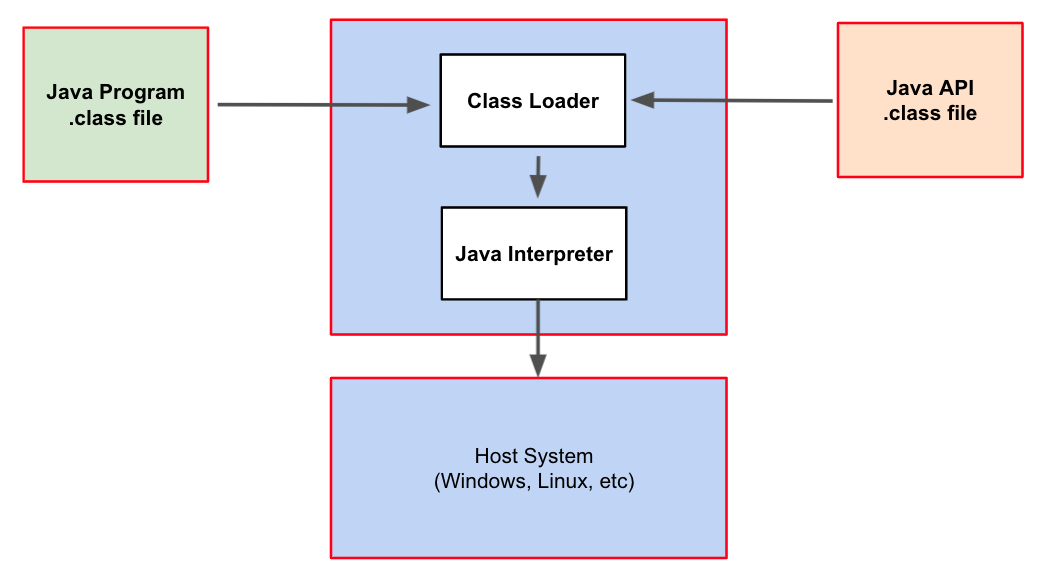 Java Program
.class file
Class Loader
Java API
.class file
Java Interpreter
Host System
(Windows, Linux, etc)